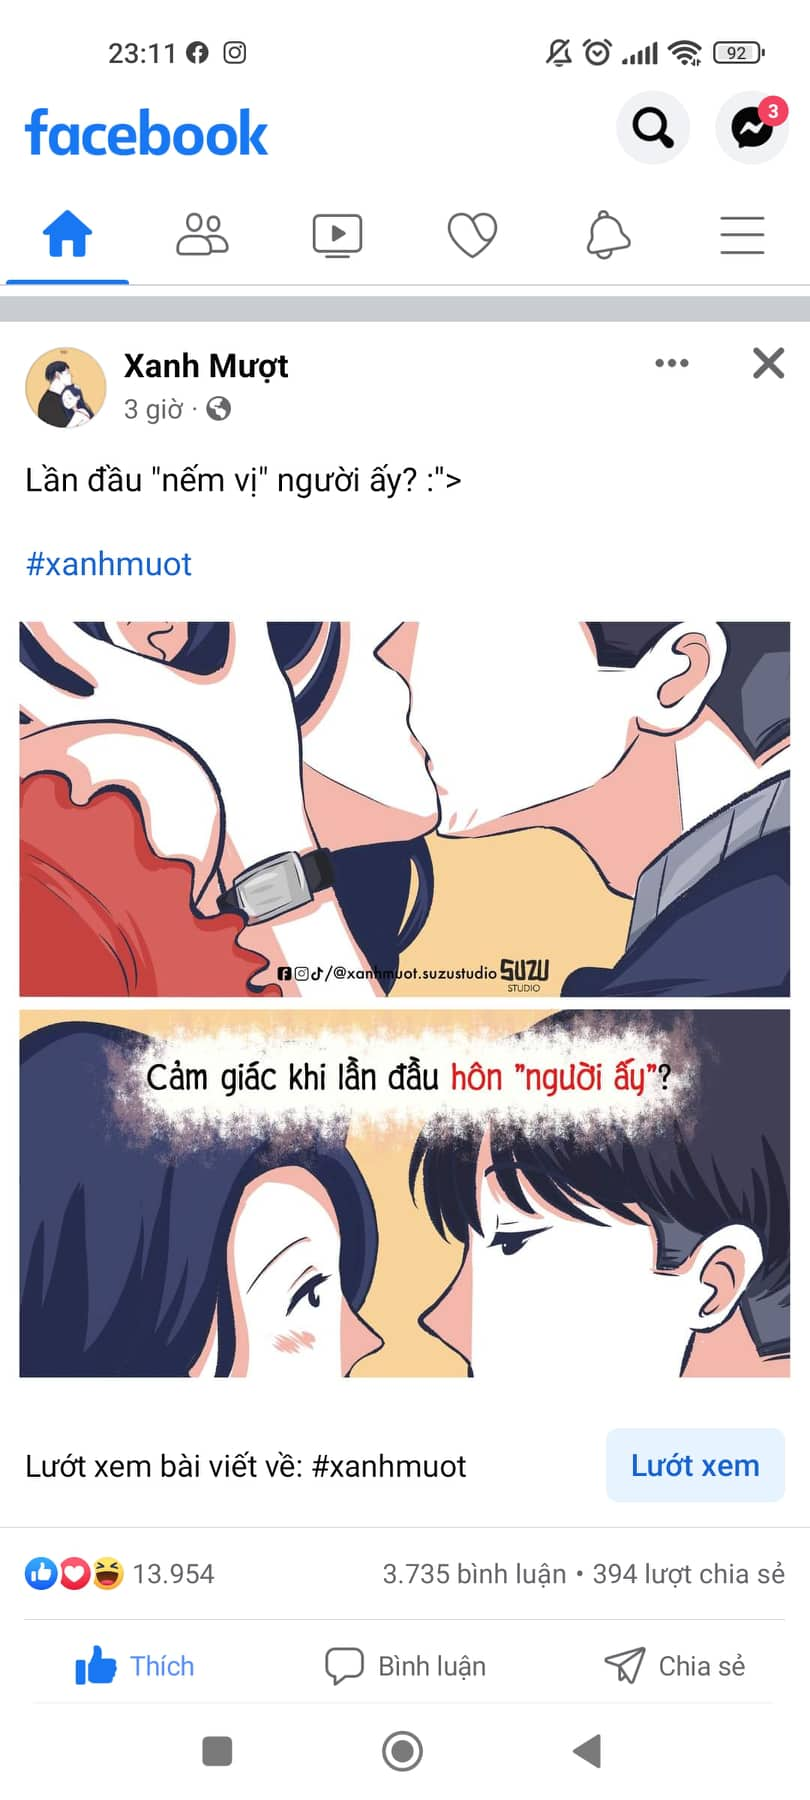 23:11
92
facebook
3
Xanh Mượt
3 giờ ·
Lần đầu "nếm vị" người ấy? :">
#xanhmuot
/@xanhmuot.suzustudio SUZU
STUDIO
Cảm giác khi lần đầu hôn "người ấy"?
Lướt xem bài viết về: #xanhmuot
Lướt xem
13.954
3.735 bình luận • 394 lượt chia sẻ
Thích
Bình luận
Chia sẻ